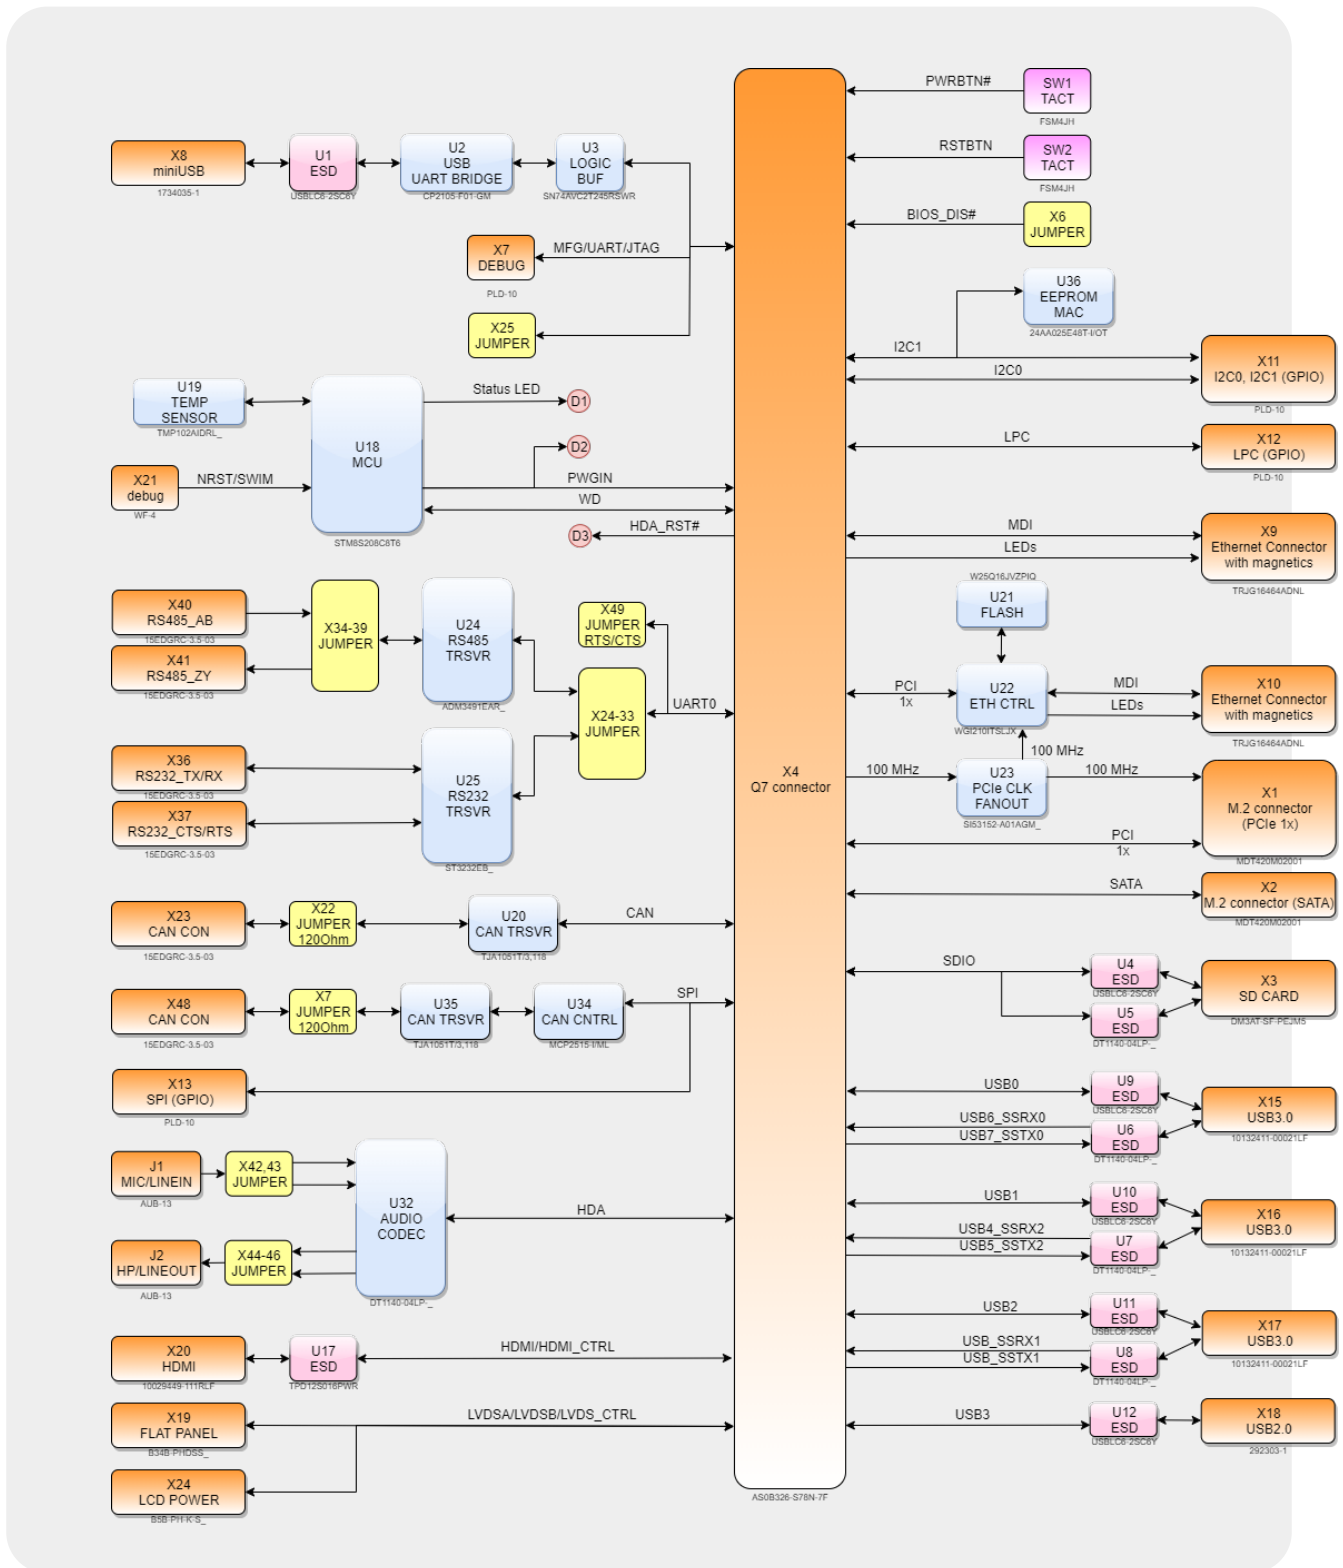 PWRBTN#
SW1
TACT
FSM4JH
RSTBTN
SW2
TACT
FSM4JH
BIOS_DIS#
X6
JUMPER
X8
miniUSB
1734035-1
U1
ESD
USBLC6-2SC6Y
U2
USB
UART BRIDGE
CP2105-F01-GM
U3
LOGIC
BUF
SN74AVC2T245RSWR
X7
DEBUG
PLD-10
MFG/UART/JTAG
X25
JUMPER
U36
EEPROM
MAC
24AA025E48T-I/OT
I2C1
I2C0
X11
I2C0, I2C1 (GPIO)
PLD-10
LPC
X12
LPC (GPIO)
PLD-10
U19
TEMP
SENSOR
TMP102AIDRL_
U18
MCU
STM8S208C8T6
Status LED
D1
D2
PWGIN
WD
X21
debug
WF-4
NRST/SWIM
D3
HDA_RST#
MDI
LEDs
X9
Ethernet Connector
with magnetics
TRJG16464ADNL
W25Q16JVZPIQ
U21
FLASH
X40
RS485_AB
15EDGRC-3.5-03
X41
RS485_ZY
15EDGRC-3.5-03
X34-39
JUMPER
U24
RS485
TRSVR
ADM3491EAR_
X49
JUMPER
RTS/CTS
X24-33
JUMPER
UART0
PCI
1x
U22
ETH CTRL
WGI210ITSLJX
MDI
LEDs
X10
Ethernet Connector
with magnetics
TRJG16464ADNL
X36
RS232_TX/RX
15EDGRC-3.5-03
X37
RS232_CTS/RTS
15EDGRC-3.5-03
U25
RS232
TRSVR
ST3232EB_
X4
Q7 connector
AS0B326-S78N-7F
100 MHz
100 MHz
U23
PCIe CLK
FANOUT
SI53152-A01AGM_
100 MHz
X1
M.2 connector
(PCIe 1x)
MDT420M02001
PCI
1x
SATA
X2
M.2 connector (SATA)
MDT420M02001
X23
CAN CON
15EDGRC-3.5-03
X22
JUMPER
120Ohm
U20
CAN TRSVR
TJA1051T/3,118
CAN
X48
CAN CON
15EDGRC-3.5-03
X7
JUMPER
120Ohm
U35
CAN TRSVR
TJA1051T/3,118
U34
CAN CNTRL
MCP2515-I/ML
SPI
X13
SPI (GPIO)
PLD-10
SDIO
U4
ESD
USBLC6-2SC6Y
U5
ESD
DT1140-04LP-_
X3
SD CARD
DM3AT-SF-PEJM5
USB0
U9
ESD
USBLC6-2SC6Y
USB6_SSRX0
USB7_SSTX0
U6
ESD
DT1140-04LP-_
X15
USB3.0
10132411-00021LF
J1
MIC/LINEIN
AUB-13
X42,43
JUMPER
J2
HP/LINEOUT
AUB-13
X44-46
JUMPER
U32
AUDIO
CODEC
DT1140-04LP-_
HDA
USB1
U10
ESD
USBLC6-2SC6Y
USB4_SSRX2
USB5_SSTX2
U7
ESD
DT1140-04LP-_
X16
USB3.0
10132411-00021LF
USB2
U11
ESD
USBLC6-2SC6Y
USB_SSRX1
USB_SSTX1
U8
ESD
DT1140-04LP-_
X17
USB3.0
10132411-00021LF
X20
HDMI
10029449-111RLF
U17
ESD
TPD12S016PWR
HDMI/HDMI_CTRL
X19
FLAT PANEL
B34B-PHDSS_
LVDSA/LVDSB/LVDS_CTRL
X24
LCD POWER
B5B-PH-K-S_
USB3
U12
ESD
USBLC6-2SC6Y
X18
USB2.0
292303-1